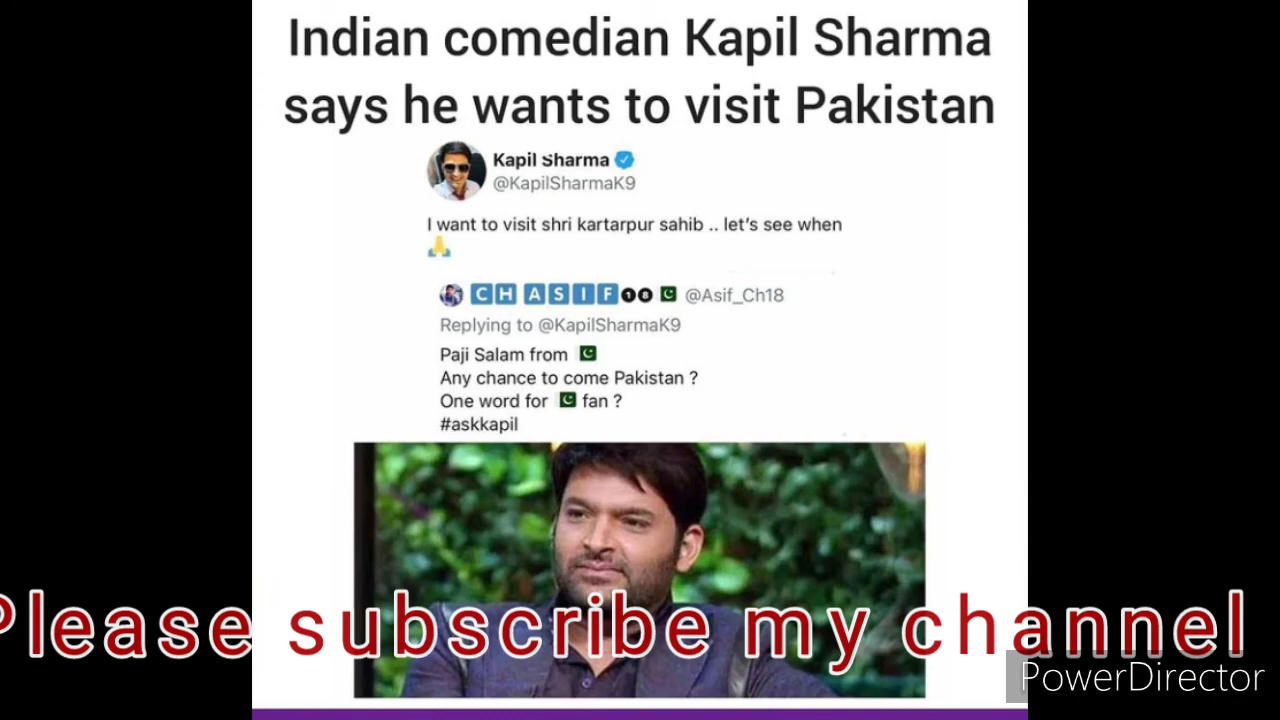 Indian comedian Kapil Sharma
says he wants to visit Pakistan
Kapil Sharma
@KapilSharmaK9
I want to visit shri kartarpur sahib .. let's see when
🙏
CH ASIF18 🇵🇰 @Asif_Ch18
Replying to @KapilSharmaK9
Paji Salam from 🇵🇰
Any chance to come Pakistan ?
One word for 🇵🇰 fan ?
#askkapil
Please subscribe my channel
PowerDirector